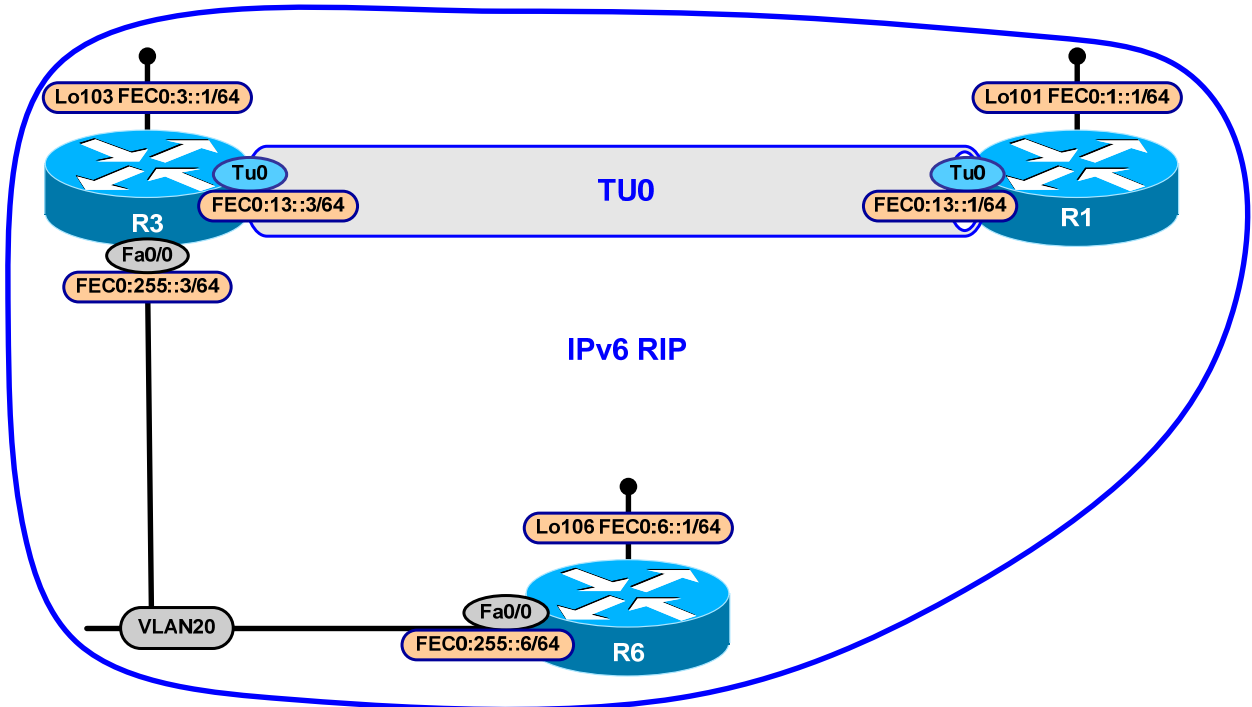 Lo103 FEC0:3::1/64
Lo101 FEC0:1::1/64
Tu0
TU0
Tu0
FEC0:13::3/64
FEC0:13::1/64
R3
R1
Fa0/0
FEC0:255::3/64
IPv6 RIP
Lo106 FEC0:6::1/64
Fa0/0
VLAN20
FEC0:255::6/64
R6